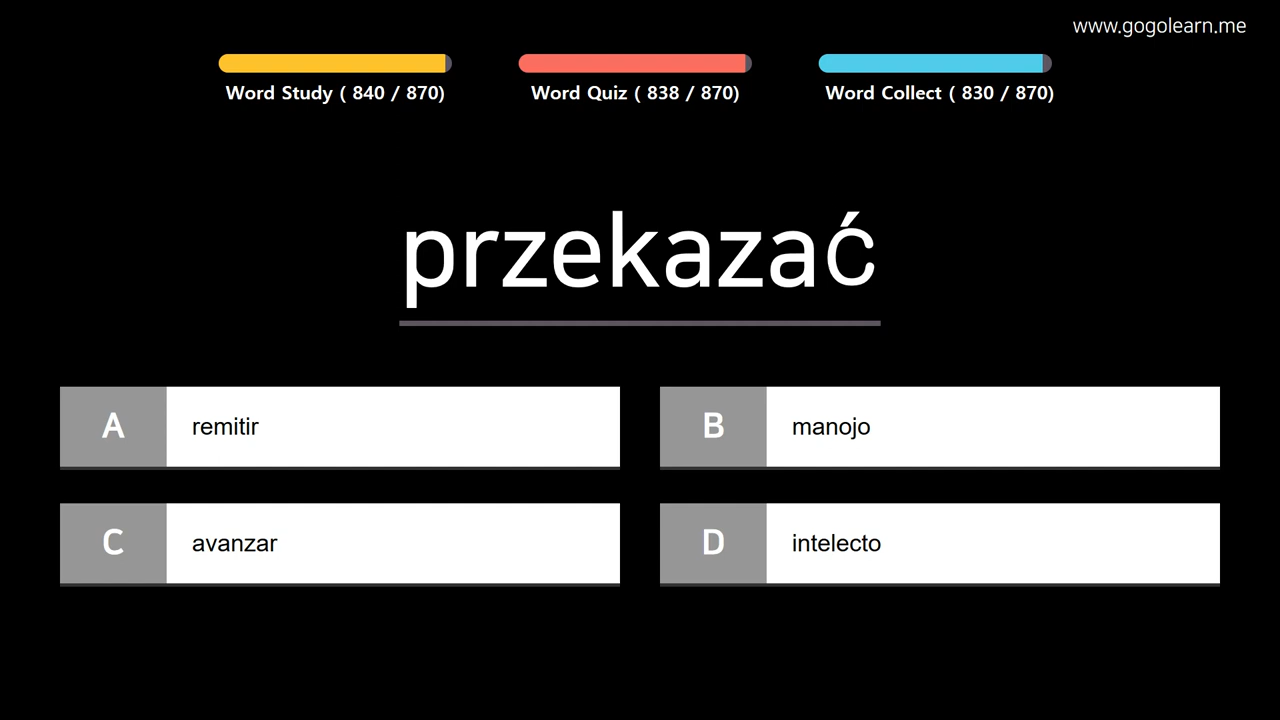 www.gogolearn.me
Word Study ( 840 / 870)
Word Quiz ( 838 / 870)
Word Collect ( 830 / 870)
przekazać
A
remitir
B
manojo
C
avanzar
D
intelecto